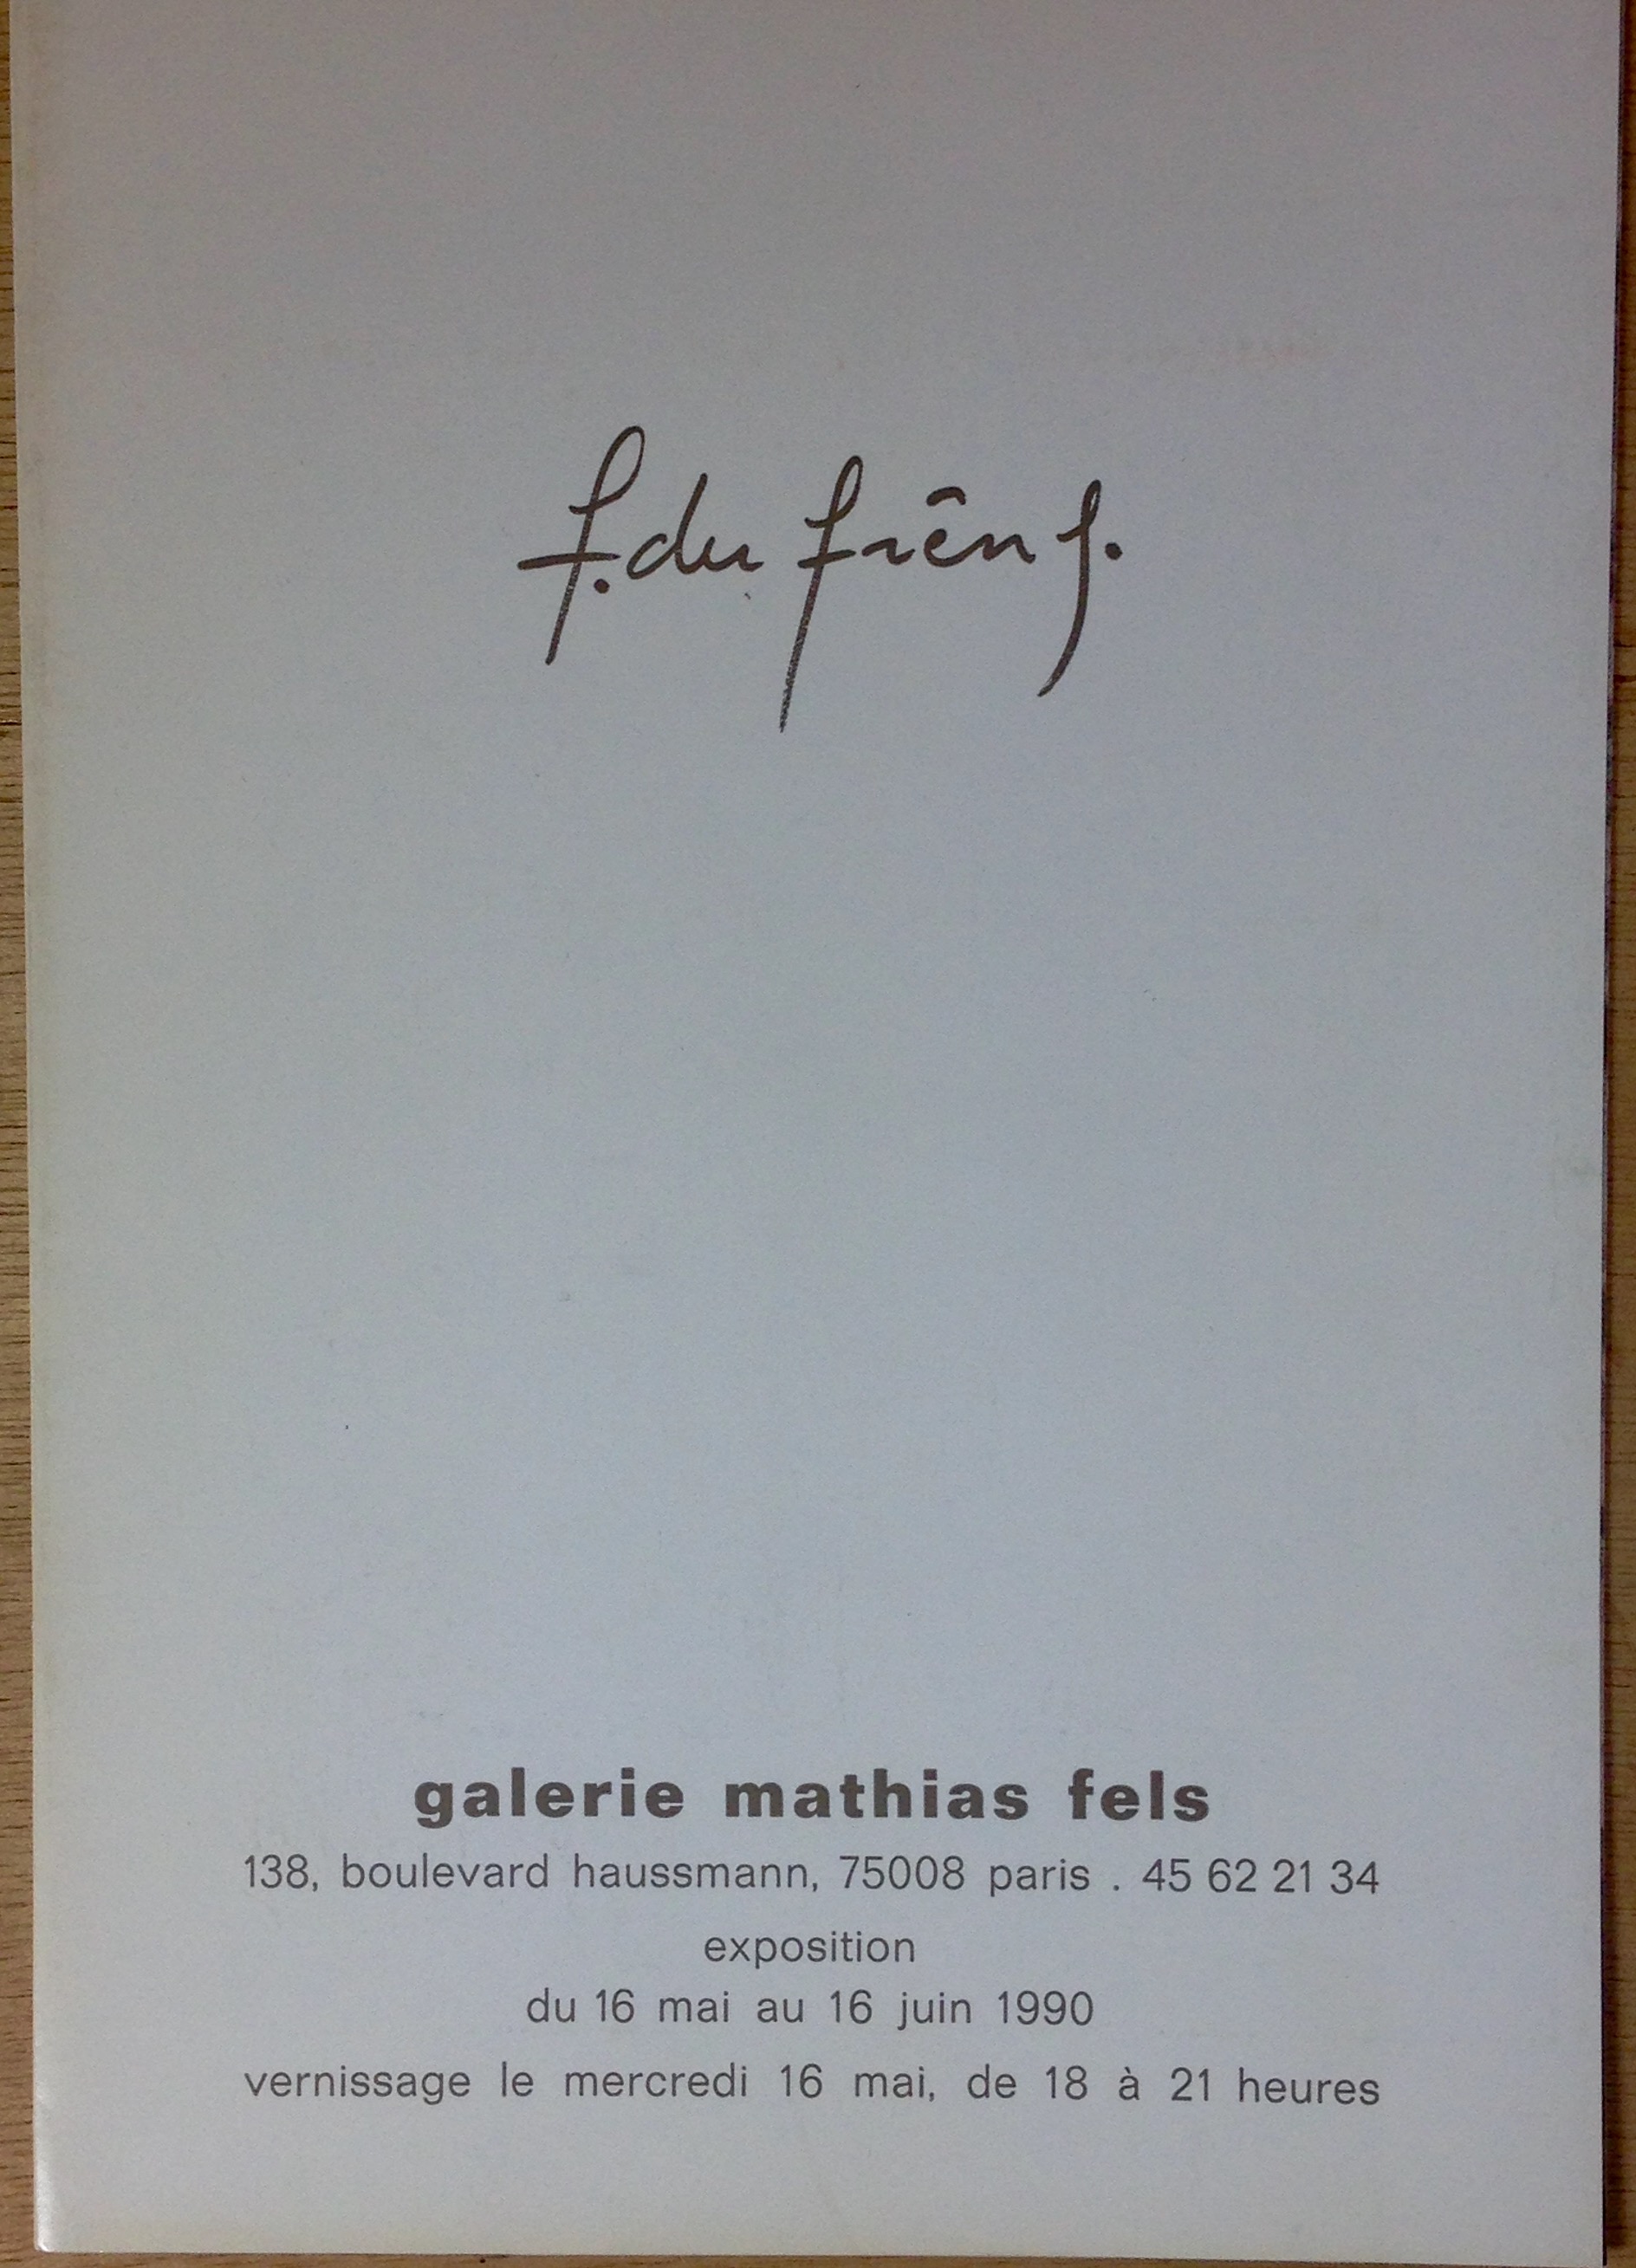 f. du frêne.
galerie mathias fels
138, boulevard haussmann, 75008 paris . 45 62 21 34
exposition
du 16 mai au 16 juin 1990
vernissage le mercredi 16 mai, de 18 à 21 heures